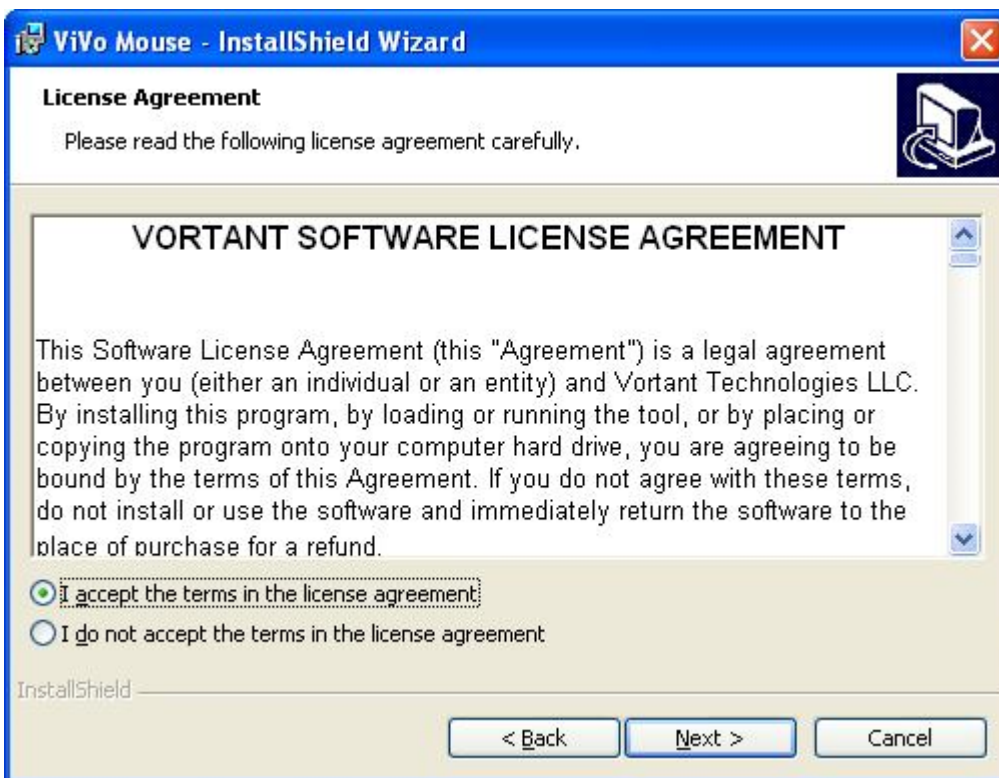 ViVo Mouse - InstallShield Wizard
License Agreement
Please read the following license agreement carefully.
VORTANT SOFTWARE LICENSE AGREEMENT
This Software License Agreement (this "Agreement") is a legal agreement
between you (either an individual or an entity) and Vortant Technologies LLC.
By installing this program, by loading or running the tool, or by placing or
copying the program onto your computer hard drive, you are agreeing to be
bound by the terms of this Agreement. If you do not agree with these terms,
do not install or use the software and immediately return the software to the
place of purchase for a refund.
I accept the terms in the license agreement
I do not accept the terms in the license agreement
InstallShield
< Back
Next >
Cancel